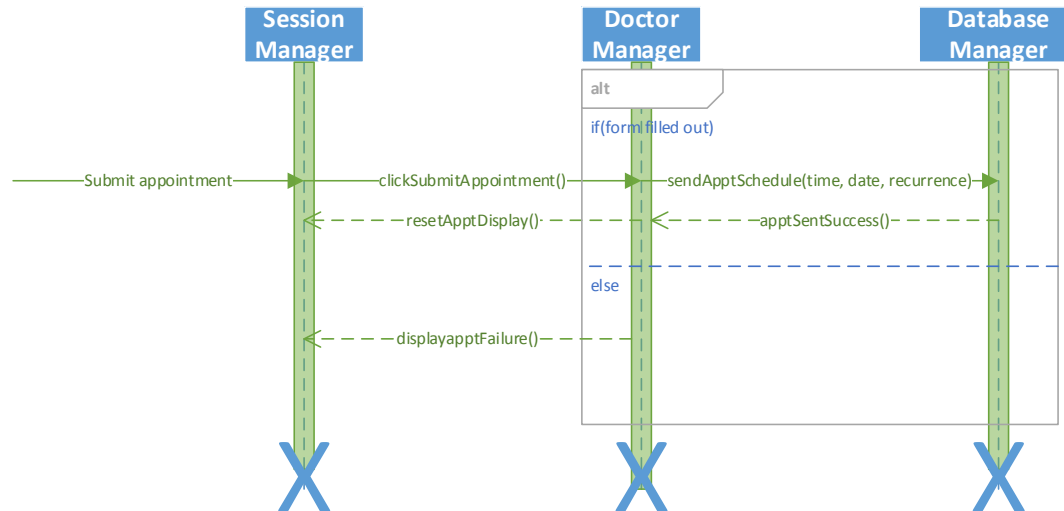 Session
Manager
Doctor
Manager
Database
Manager
alt
if(form filled out)
Submit appointment
clickSubmitAppointment()
sendApptSchedule(time, date, recurrence)
resetApptDisplay()
apptSentSuccess()
else
displayapptFailure()